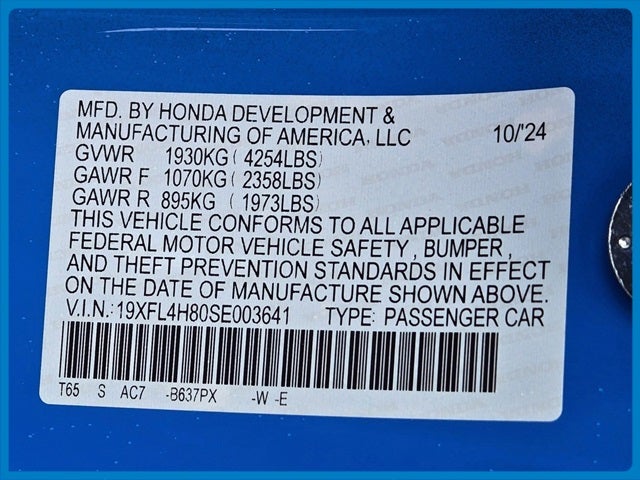 MFD. BY HONDA DEVELOPMENT &
MANUFACTURING OF AMERICA, LLC 10/'24
GVWR 1930KG ( 4254LBS)
GAWR F 1070KG ( 2358LBS)
GAWR R 895KG ( 1973LBS)
THIS VEHICLE CONFORMS TO ALL APPLICABLE
FEDERAL MOTOR VEHICLE SAFETY, BUMPER,
AND THEFT PREVENTION STANDARDS IN EFFECT
ON THE DATE OF MANUFACTURE SHOWN ABOVE.
V.I.N.: 19XFL4H80SE003641 TYPE: PASSENGER CAR
T65 S AC7 -B637PX -W -E